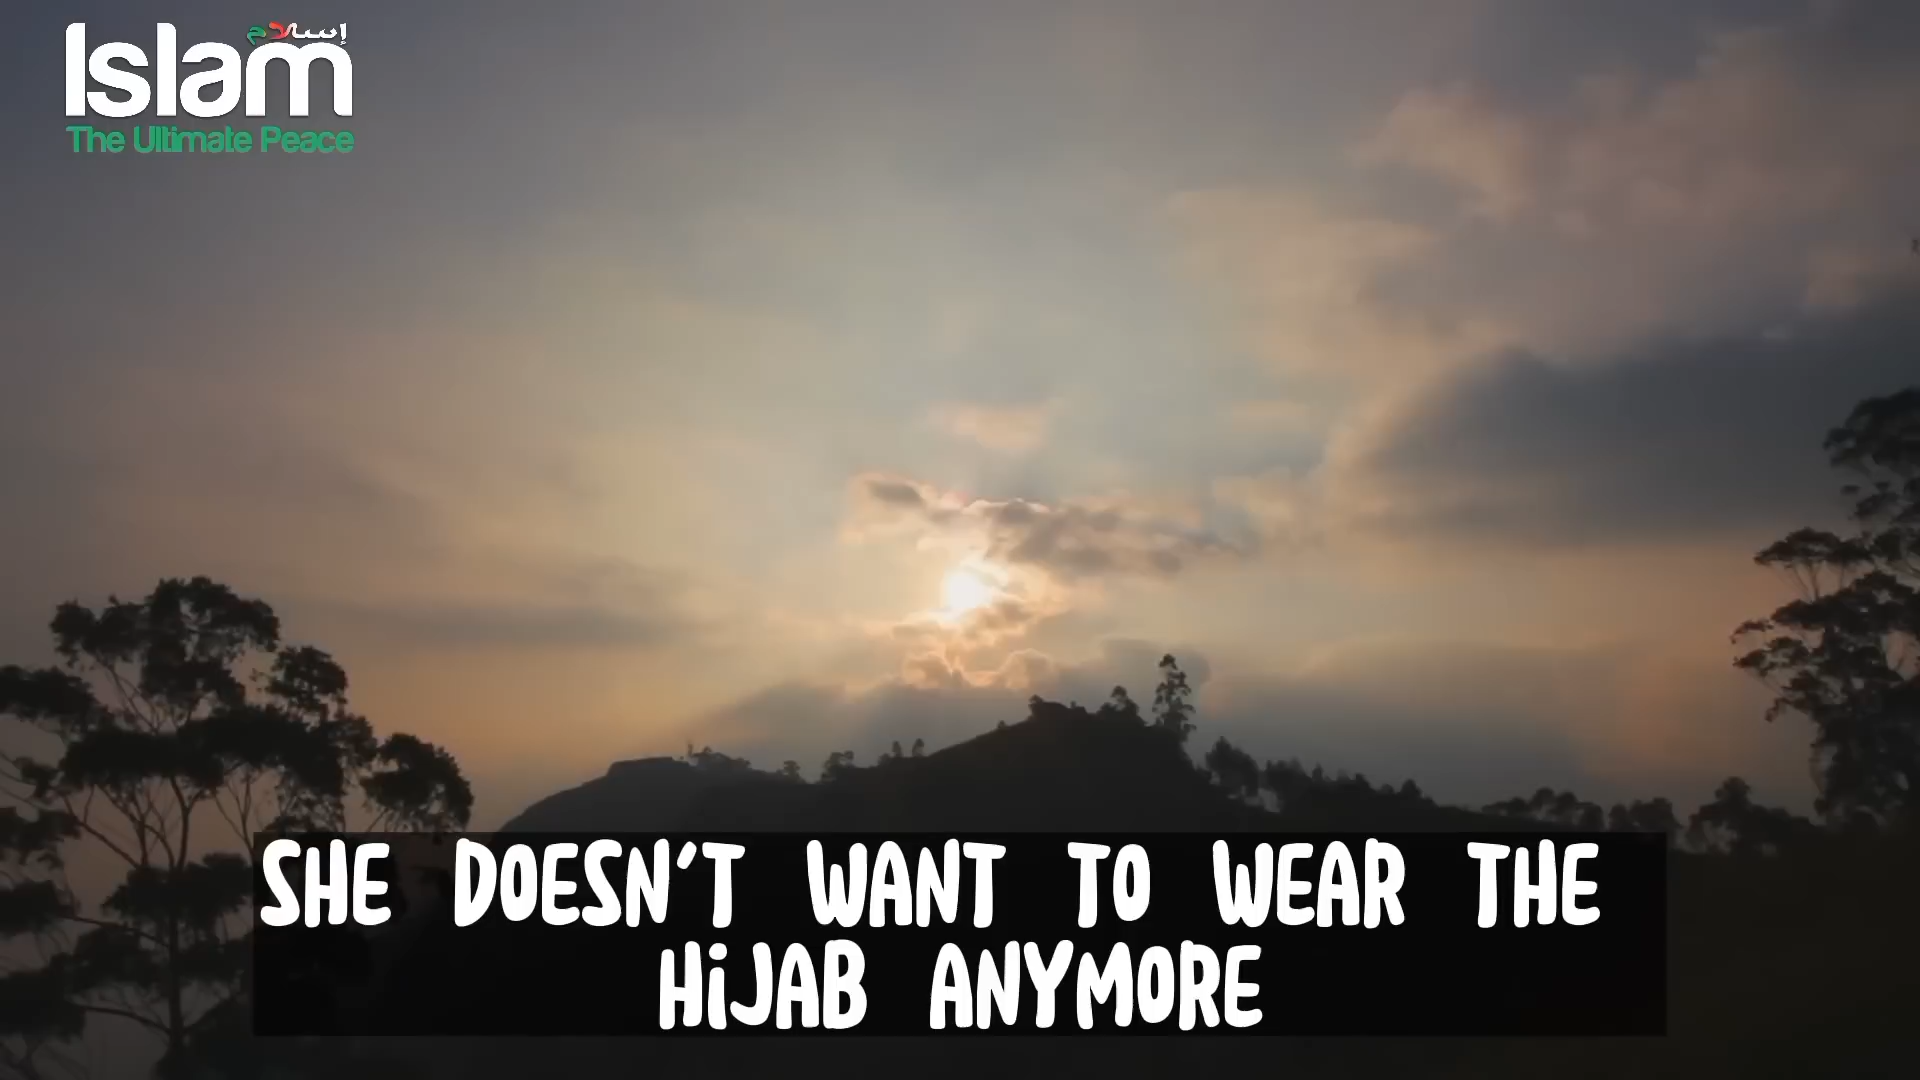 إسلام
Islam
The Ultimate Peace
SHE DOESN'T WANT TO WEAR THE
HiJAB ANYMORE